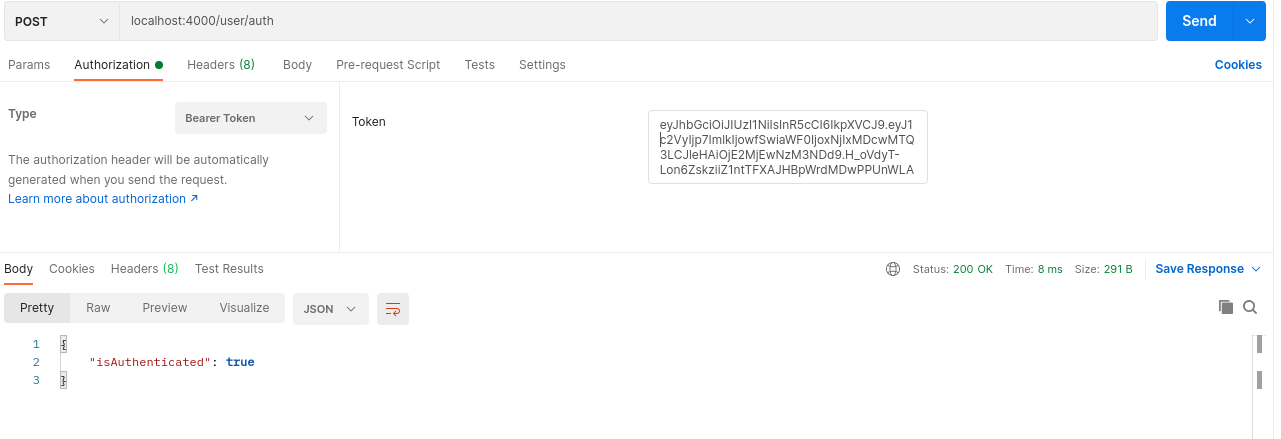 POST localhost:4000/user/auth Send
Params Authorization Headers (8) Body Pre-request Script Tests Settings Cookies
Type Bearer Token
The authorization header will be automatically
generated when you send the request.
Learn more about authorization ↗
Token
eyJhbGciOiJIUzI1NiIsInR5cCI6IkpXVCJ9.eyJ1
c2VyIjp7ImlkIjowfSwiaWF0IjoxNjIxMDcwMTQ
3LCJleHAiOjE2MjEwNzM3NDd9.H_oVdyT-
Lon6ZskziiZ1ntTFXAJHBpWrdMDwPPUnWLA
Body Cookies Headers (8) Test Results Status: 200 OK Time: 8 ms Size: 291 B Save Response
Pretty Raw Preview Visualize JSON
1 {
2 "isAuthenticated": true
3 }